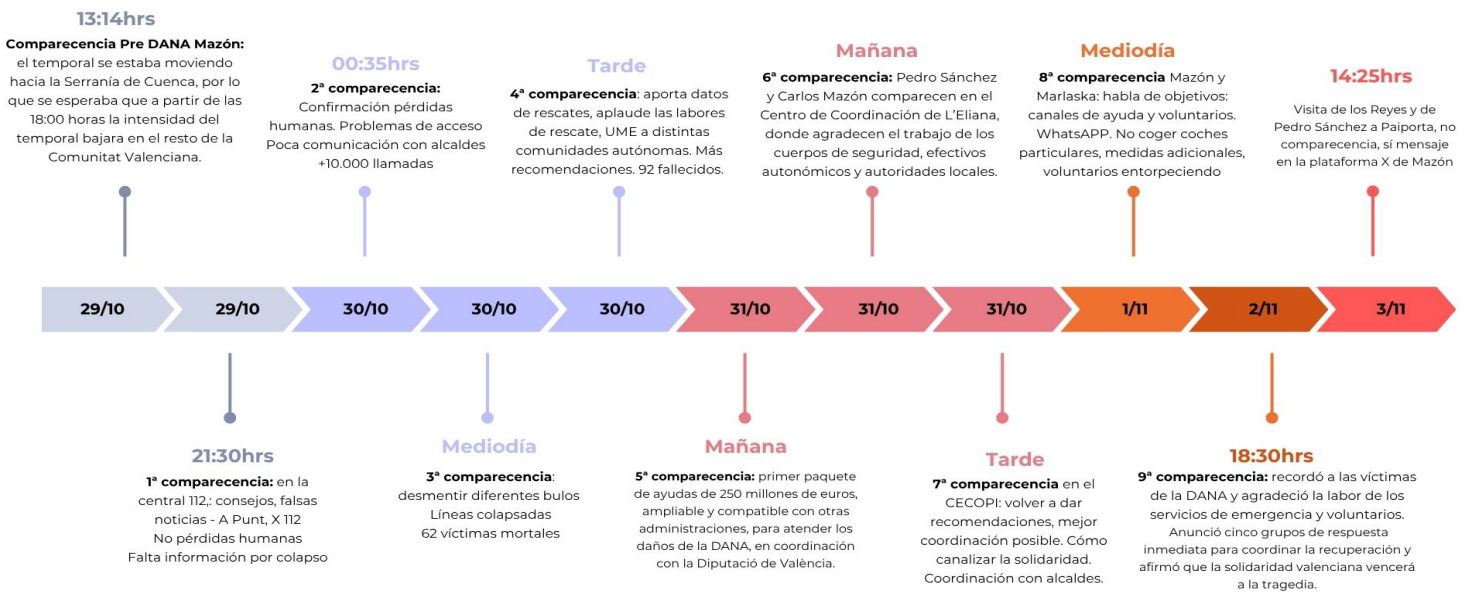 13:14hrs
Comparecencia Pre DANA Mazón:
el temporal se estaba moviendo
hacia la Serranía de Cuenca, por lo
que se esperaba que a partir de las
18:00 horas la intensidad del
temporal bajara en el resto de la
Comunitat Valenciana.
00:35hrs
2ª comparecencia:
Confirmación pérdidas
humanas. Problemas de acceso
Poca comunicación con alcaldes
+10.000 llamadas
Tarde
4ª comparecencia: aporta datos
de rescates, aplaude las labores
de rescate, UME a distintas
comunidades autónomas. Más
recomendaciones. 92 fallecidos.
Mañana
6ª comparecencia: Pedro Sánchez
y Carlos Mazón comparecen en el
Centro de Coordinación de L'Eliana,
donde agradecen el trabajo de los
cuerpos de seguridad, efectivos
autonómicos y autoridades locales.
Mediodía
8ª comparecencia Mazón y
Marlaska: habla de objetivos:
canales de ayuda y voluntarios.
WhatsAPP. No coger coches
particulares, medidas adicionales,
voluntarios entorpeciendo
14:25hrs
Visita de los Reyes y de
Pedro Sánchez a Paiporta, no
comparecencia, sí mensaje
en la plataforma X de Mazón
29/10
29/10
30/10
30/10
30/10
31/10
31/10
31/10
1/11
2/11
3/11
21:30hrs
1ª comparecencia: en la
central 112,: consejos, falsas
noticias - A Punt, X 112
No pérdidas humanas
Falta información por colapso
Mediodía
3ª comparecencia:
desmentir diferentes bulos
Líneas colapsadas
62 víctimas mortales
Mañana
5ª comparecencia: primer paquete
de ayudas de 250 millones de euros,
ampliable y compatible con otras
administraciones, para atender los
daños de la DANA, en coordinación
con la Diputació de València.
Tarde
7ª comparecencia en el
CECOPI: volver a dar
recomendaciones, mejor
coordinación posible. Cómo
canalizar la solidaridad.
Coordinación con alcaldes.
18:30hrs
9ª comparecencia: recordó a las víctimas
de la DANA y agradeció la labor de los
servicios de emergencia y voluntarios.
Anunció cinco grupos de respuesta
inmediata para coordinar la recuperación y
afirmó que la solidaridad valenciana vencerá
a la tragedia.